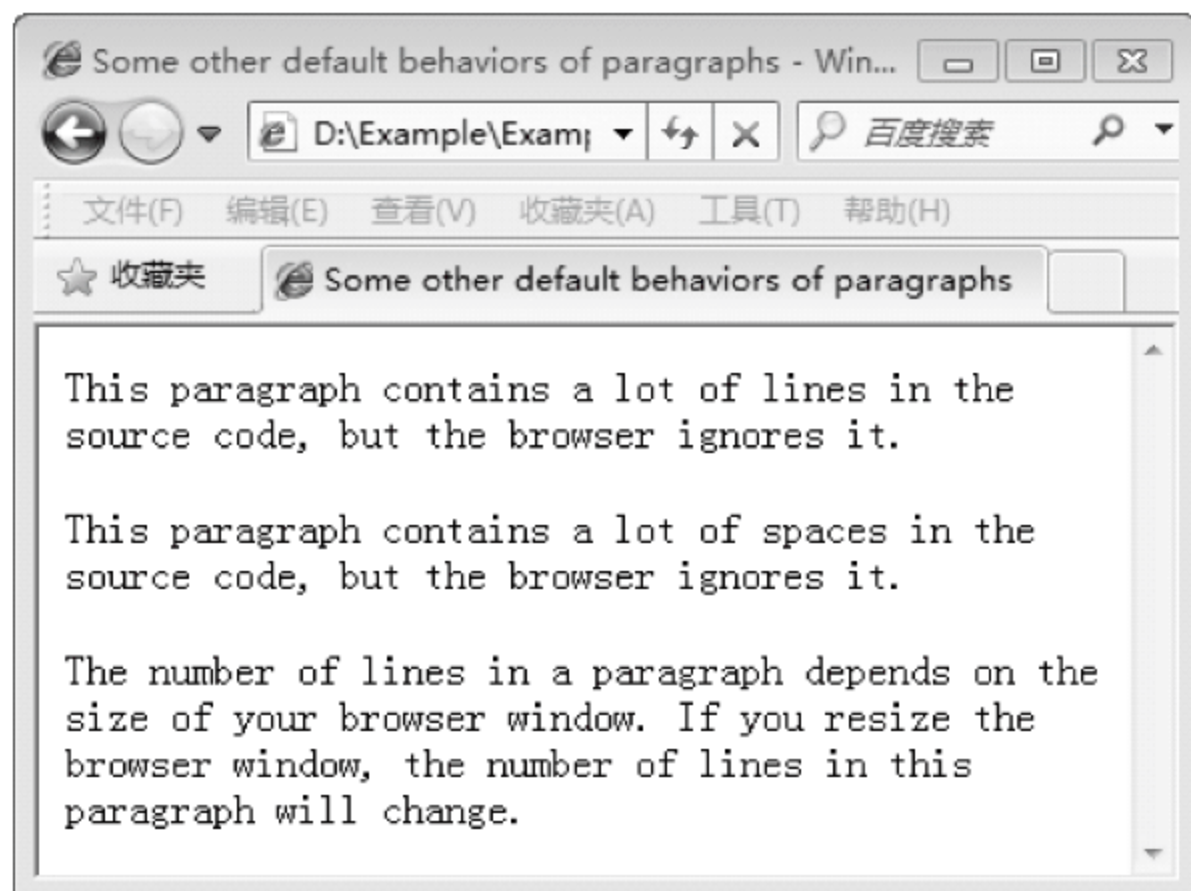 Some other default behaviors of paragraphs - Win...
D:\Example\Examp
百度搜索
文件(F) 编辑(E) 查看(V) 收藏夹(A) 工具(T) 帮助(H)
收藏夹 Some other default behaviors of paragraphs
This paragraph contains a lot of lines in the
source code, but the browser ignores it.
This paragraph contains a lot of spaces in the
source code, but the browser ignores it.
The number of lines in a paragraph depends on the
size of your browser window. If you resize the
browser window, the number of lines in this
paragraph will change.